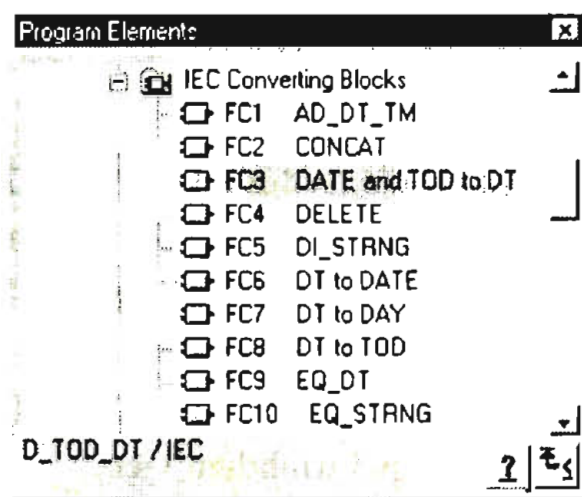 Program Elements
IEC Converting Blocks
FC1 AD_DT_TM
FC2 CONCAT
FC3 DATE and TOD to DT
FC4 DELETE
FC5 DI_STRNG
FC6 DT to DATE
FC7 DT to DAY
FC8 DT to TOD
FC9 EQ_DT
FC10 EQ_STRNG
D_TOD_DT / IEC
?